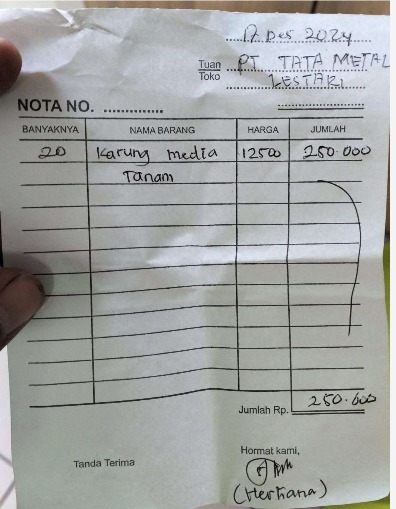 17 Des 2024
Tuan
Toko
PT TATA METAL
LESTARI
NOTA NO. ..............
BANYAKNYA NAMA BARANG HARGA JUMLAH
20 Karung media 12500 250.000
Tanam
Jumlah Rp. 250.000
Hormat kami,
Tanda Terima
(Herliana)